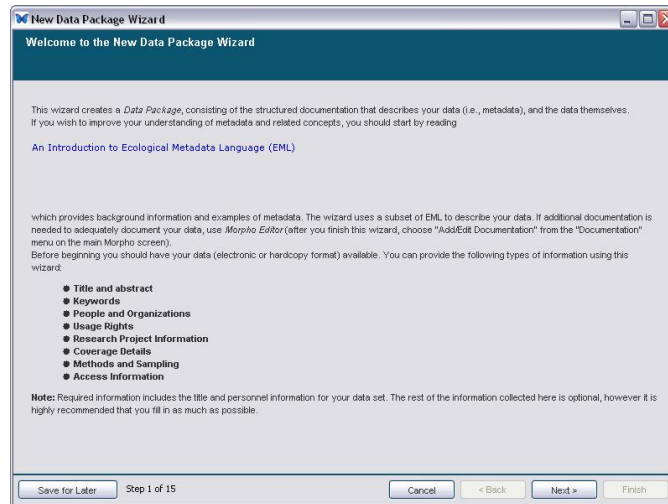 New Data Package Wizard
Welcome to the New Data Package Wizard
This wizard creates a Data Package, consisting of the structured documentation that describes your data (i.e., metadata), and the data themselves.
If you wish to improve your understanding of metadata and related concepts, you should start by reading
An Introduction to Ecological Metadata Language (EML)
which provides background information and examples of metadata. The wizard uses a subset of EML to describe your data. If additional documentation is
needed to adequately document your data, use Morpho Editor (after you finish this wizard, choose "Add/Edit Documentation" from the "Documentation"
menu on the main Morpho screen).
Before beginning you should have your data (electronic or hardcopy format) available. You can provide the following types of information using this
wizard:
Title and abstract
Keywords
People and Organizations
Usage Rights
Research Project Information
Coverage Details
Methods and Sampling
Access Information
Note: Required information includes the title and personnel information for your data set. The rest of the information collected here is optional, however it is
highly recommended that you fill in as much as possible.
Save for Later Step 1 of 15 Cancel < Back Next > Finish